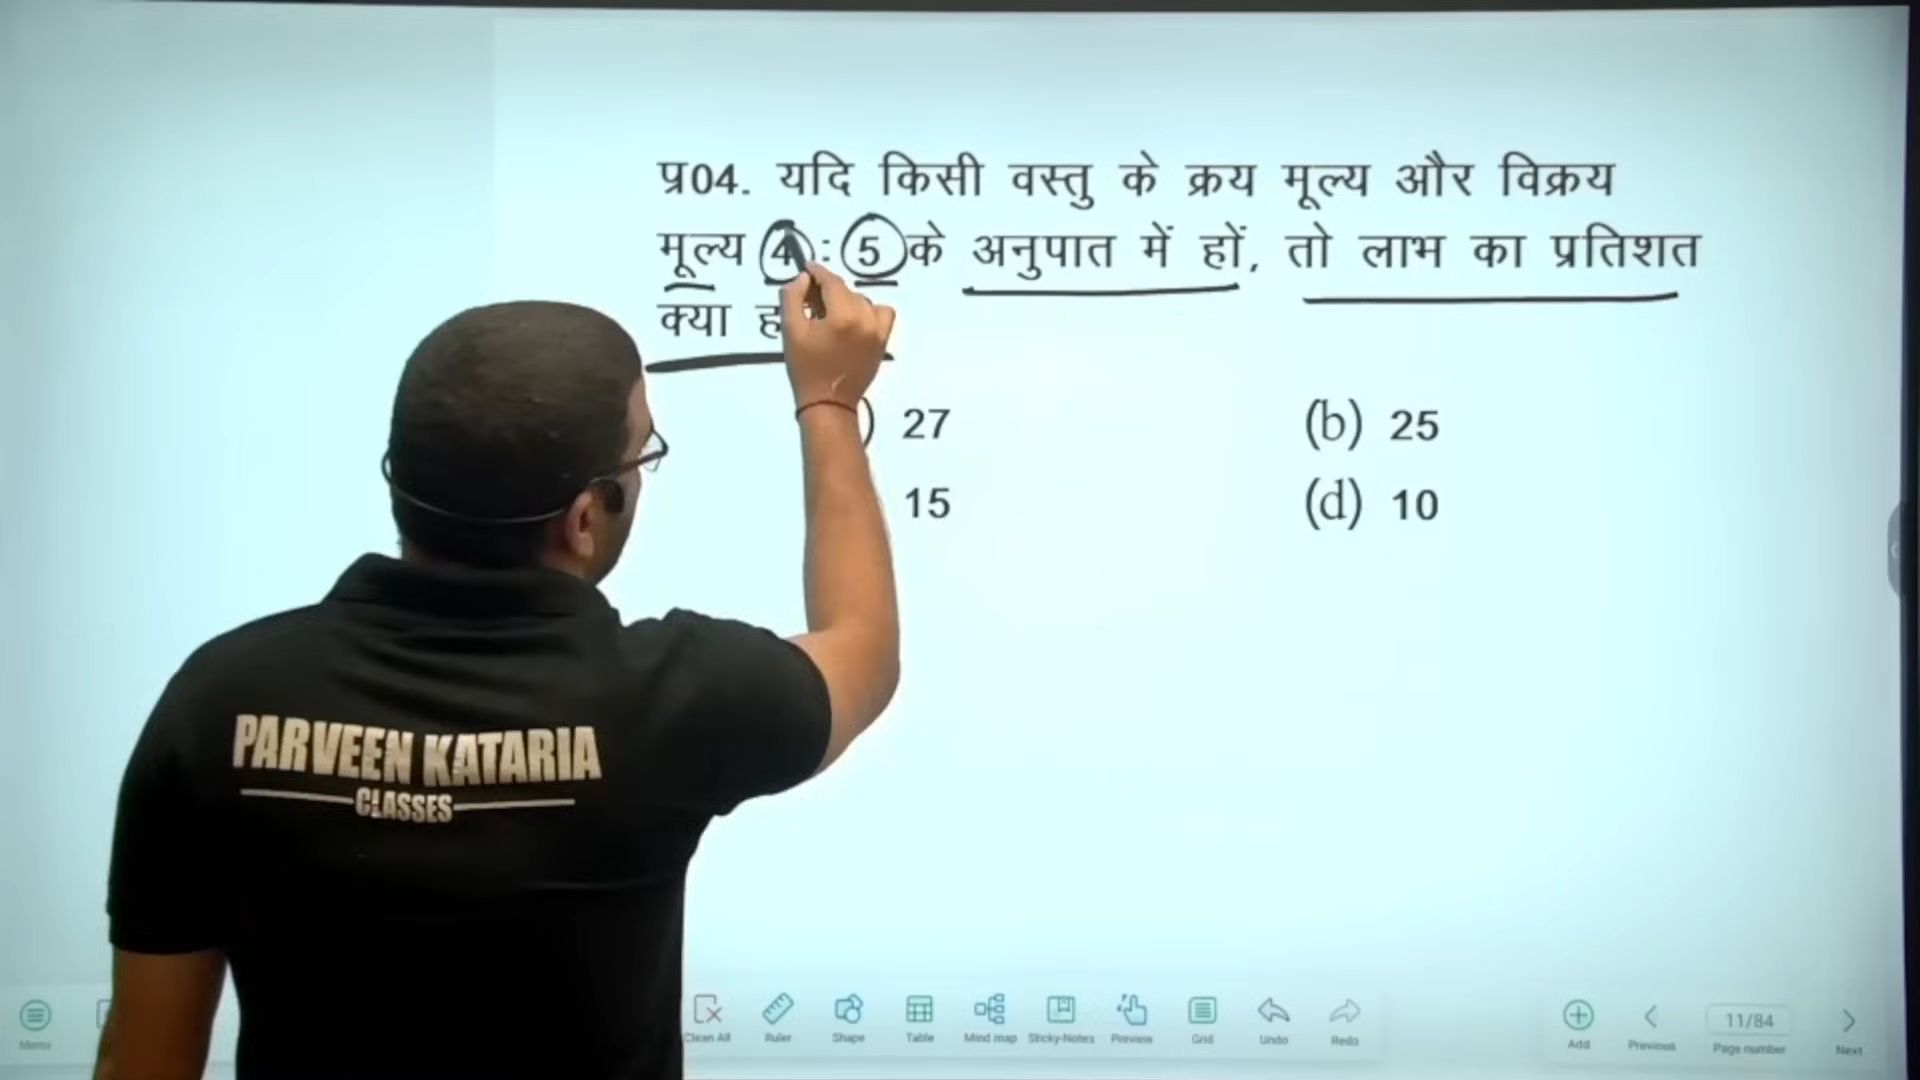 प्र04. यदि किसी वस्तु के क्रय मूल्य और विक्रय
मूल्य 4 : 5 के अनुपात में हों, तो लाभ का प्रतिशत
क्या
) 27 (b) 25
15 (d) 10
PARVEEN KATARIA
CLASSES
Menu Clean All Ruler Shape Table Mind map Sticky-Notes Preview Grid Undo Redo Add Previous 11/84 Page number Next